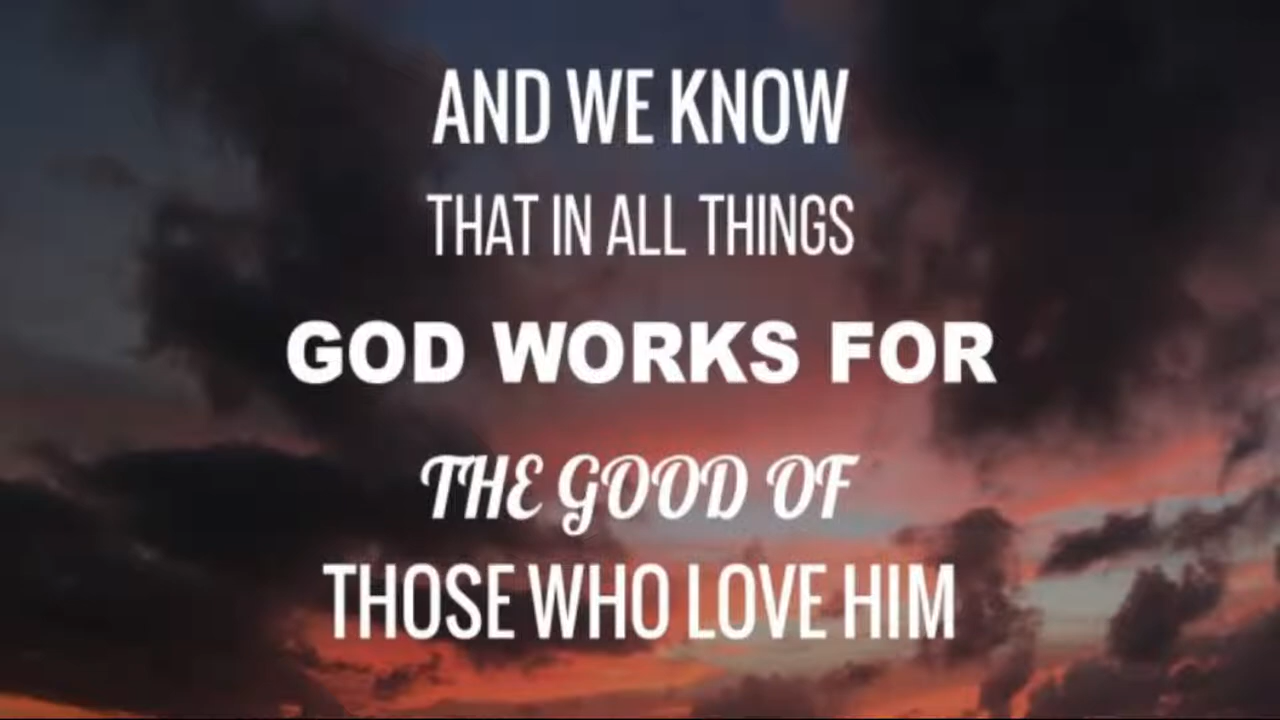 AND WE KNOW
THAT IN ALL THINGS
GOD WORKS FOR
THE GOOD OF
THOSE WHO LOVE HIM